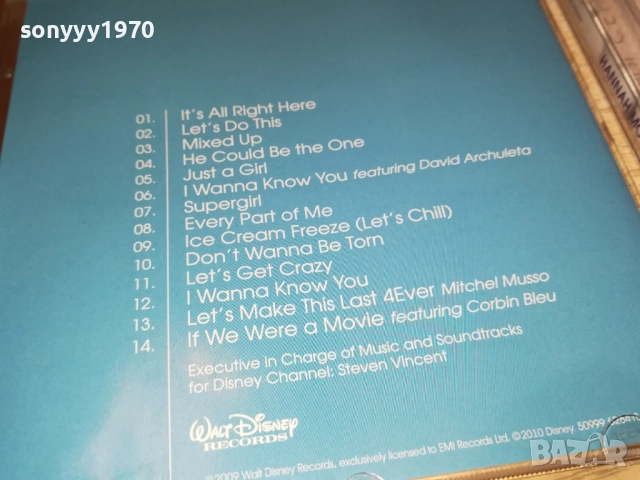 sonyyy1970
01. It's All Right Here
02. Let's Do This
03. Mixed Up
04. He Could Be the One
05. Just a Girl
06. I Wanna Know You featuring David Archuleta
07. Supergirl
08. Every Part of Me
09. Ice Cream Freeze (Let's Chill)
10. Don't Wanna Be Torn
11. Let's Get Crazy
12. I Wanna Know You
13. Let's Make This Last 4Ever Mitchel Musso
14. If We Were a Movie featuring Corbin Bleu
Executive in Charge of Music and Soundtracks
for Disney Channel: Steven Vincent
Walt Disney
RECORDS
©2009 Walt Disney Records, exclusively licensed to EMI Records Ltd. ©2010 Disney. 50999
BAZAR
HANNAH